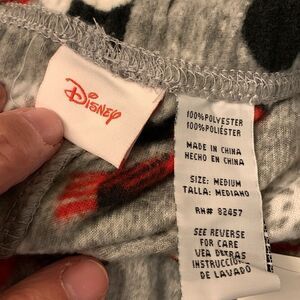 Disney
100%POLYESTER
100%POLIÉSTER
MADE IN CHINA
HECHO EN CHINA
SIZE: MEDIUM
TALLA: MEDIANO
RN# 82457
SEE REVERSE
FOR CARE
VEA DETRAS
INSTRUCCION
DE LAVADO